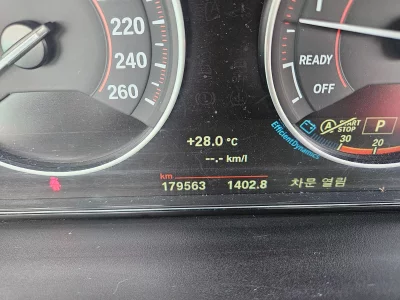 220
240
260
READY
OFF
EfficientDynamics
A START
STOP
P
30
20
+28.0 °C
--.- km/l
km
179563 1402.8 차문 열림